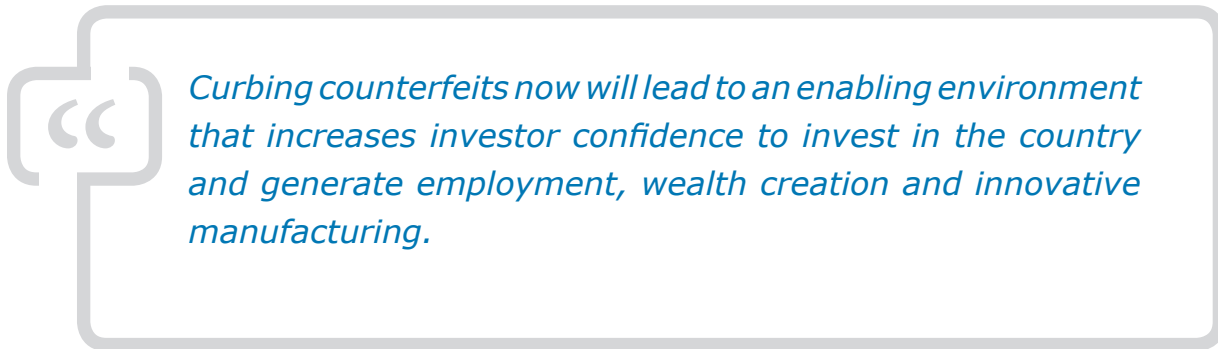 “
Curbing counterfeits now will lead to an enabling environment
that increases investor confidence to invest in the country
and generate employment, wealth creation and innovative
manufacturing.